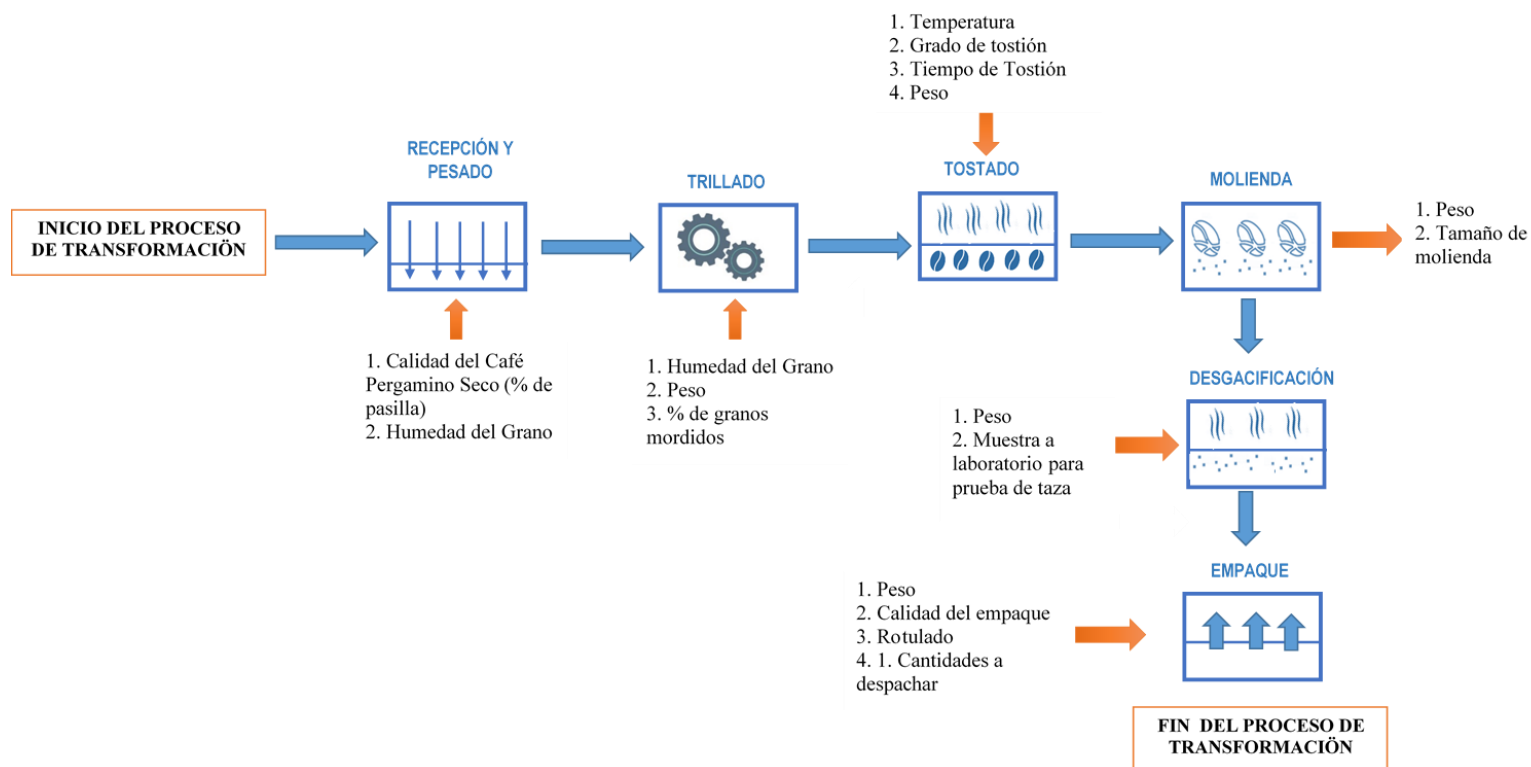 INICIO DEL PROCESO
DE TRANSFORMACIÖN
RECEPCIÓN Y
PESADO
1. Calidad del Café
Pergamino Seco (% de
pasilla)
2. Humedad del Grano
TRILLADO
1. Humedad del Grano
2. Peso
3. % de granos
mordidos
1. Temperatura
2. Grado de tostión
3. Tiempo de Tostión
4. Peso
TOSTADO
MOLIENDA
1. Peso
2. Tamaño de
molienda
DESGACIFICACIÓN
1. Peso
2. Muestra a
laboratorio para
prueba de taza
EMPAQUE
1. Peso
2. Calidad del empaque
3. Rotulado
4. 1. Cantidades a
despachar
FIN DEL PROCESO DE
TRANSFORMACIÖN